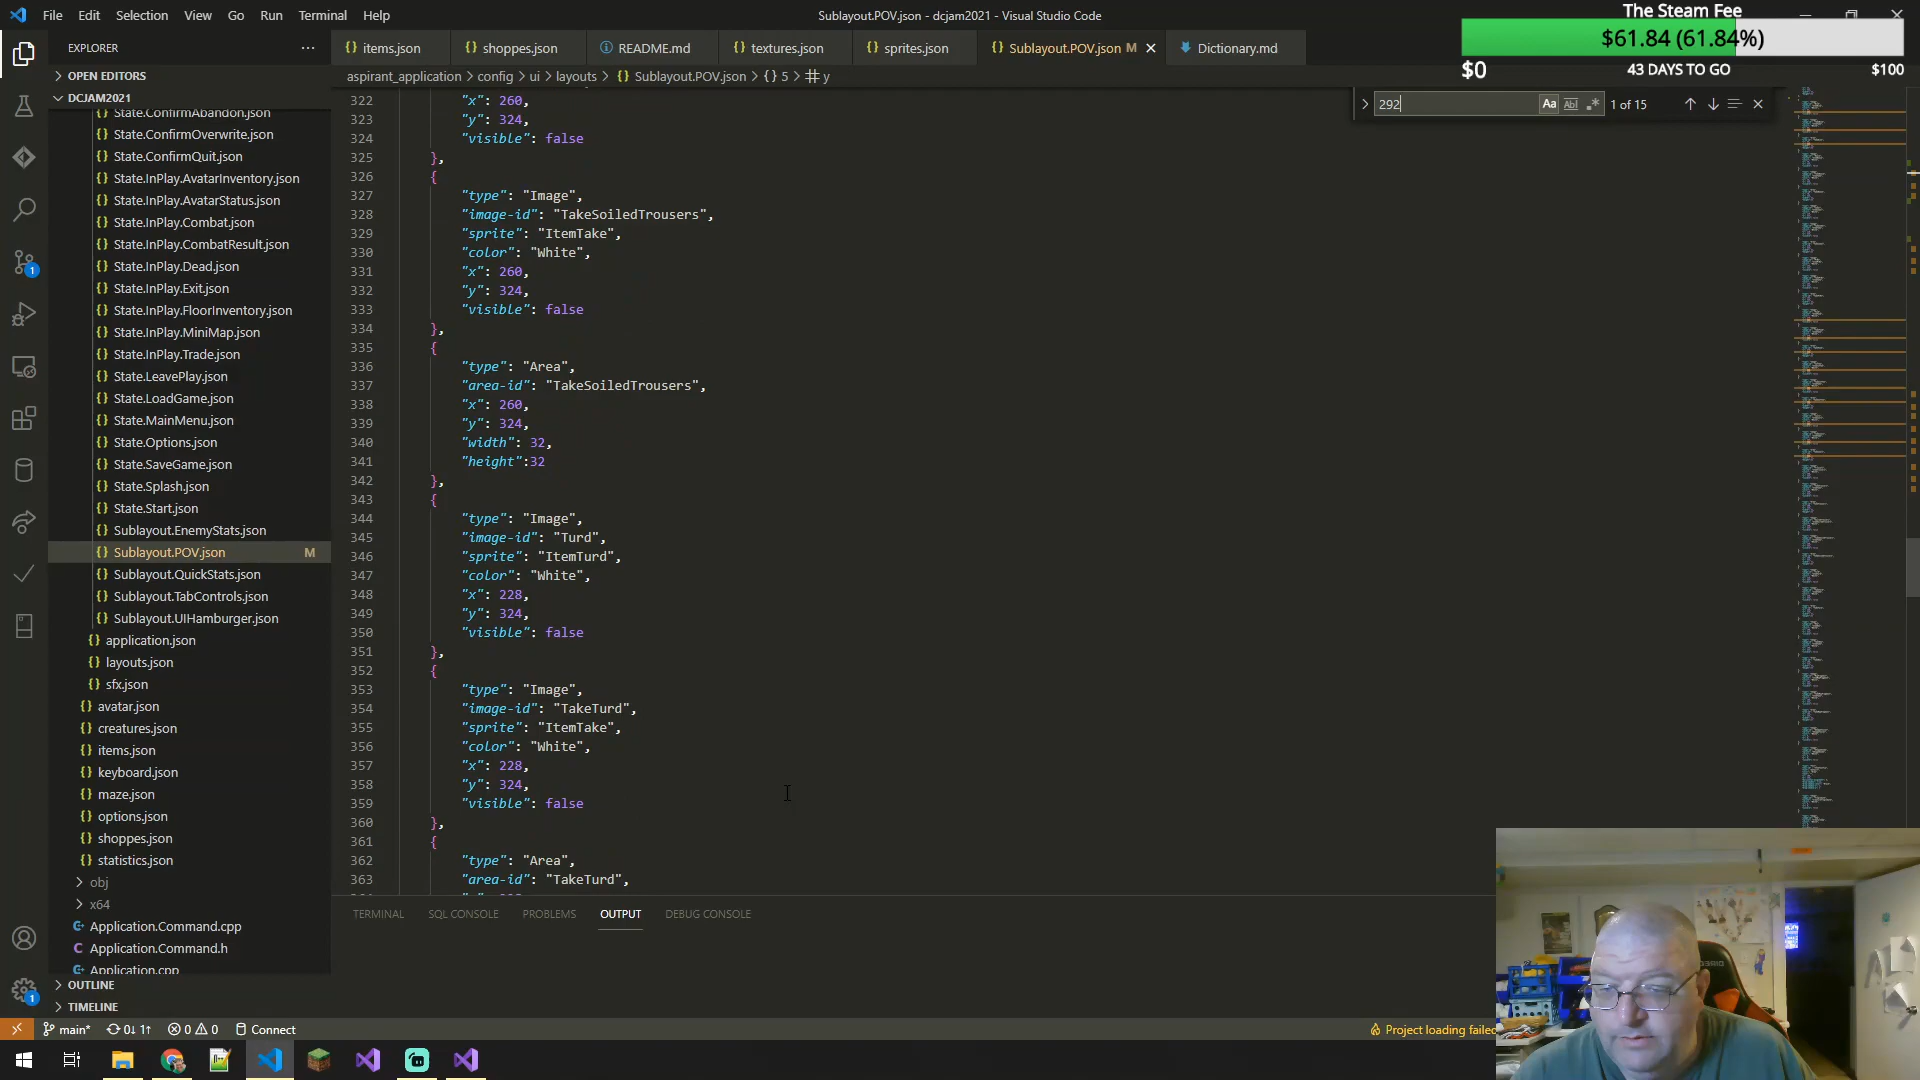 File Edit Selection View Go Run Terminal Help
Sublayout.POV.json - dcjam2021 - Visual Studio Code
The Steam Fee
$61.84 (61.84%)
$0 43 DAYS TO GO $100
EXPLORER
OPEN EDITORS
DCJAM2021
State.ConfirmAbandon.json
State.ConfirmOverwrite.json
State.ConfirmQuit.json
State.InPlay.AvatarInventory.json
State.InPlay.AvatarStatus.json
State.InPlay.Combat.json
State.InPlay.CombatResult.json
State.InPlay.Dead.json
State.InPlay.Exit.json
State.InPlay.FloorInventory.json
State.InPlay.MiniMap.json
State.InPlay.Trade.json
State.LeavePlay.json
State.LoadGame.json
State.MainMenu.json
State.Options.json
State.SaveGame.json
State.Splash.json
State.Start.json
Sublayout.EnemyStats.json
Sublayout.POV.json M
Sublayout.QuickStats.json
Sublayout.TabControls.json
Sublayout.UIHamburger.json
application.json
layouts.json
sfx.json
avatar.json
creatures.json
items.json
keyboard.json
maze.json
options.json
shoppes.json
statistics.json
obj
x64
Application.Command.cpp
Application.Command.h
Application.cpp
OUTLINE
TIMELINE
items.json shoppes.json README.md textures.json sprites.json Sublayout.POV.json M Dictionary.md
aspirant_application > config > ui > layouts > {} Sublayout.POV.json > {} 5 > # y
292 Aa Abl .* 1 of 15
322 "x": 260,
323 "y": 324,
324 "visible": false
325 },
326 {
327 "type": "Image",
328 "image-id": "TakeSoiledTrousers",
329 "sprite": "ItemTake",
330 "color": "White",
331 "x": 260,
332 "y": 324,
333 "visible": false
334 },
335 {
336 "type": "Area",
337 "area-id": "TakeSoiledTrousers",
338 "x": 260,
339 "y": 324,
340 "width": 32,
341 "height":32
342 },
343 {
344 "type": "Image",
345 "image-id": "Turd",
346 "sprite": "ItemTurd",
347 "color": "White",
348 "x": 228,
349 "y": 324,
350 "visible": false
351 },
352 {
353 "type": "Image",
354 "image-id": "TakeTurd",
355 "sprite": "ItemTake",
356 "color": "White",
357 "x": 228,
358 "y": 324,
359 "visible": false
360 },
361 {
362 "type": "Area",
363 "area-id": "TakeTurd",
TERMINAL SQL CONSOLE PROBLEMS OUTPUT DEBUG CONSOLE
main* 0↓ 1↑ 0 0 Connect
Project loading failed